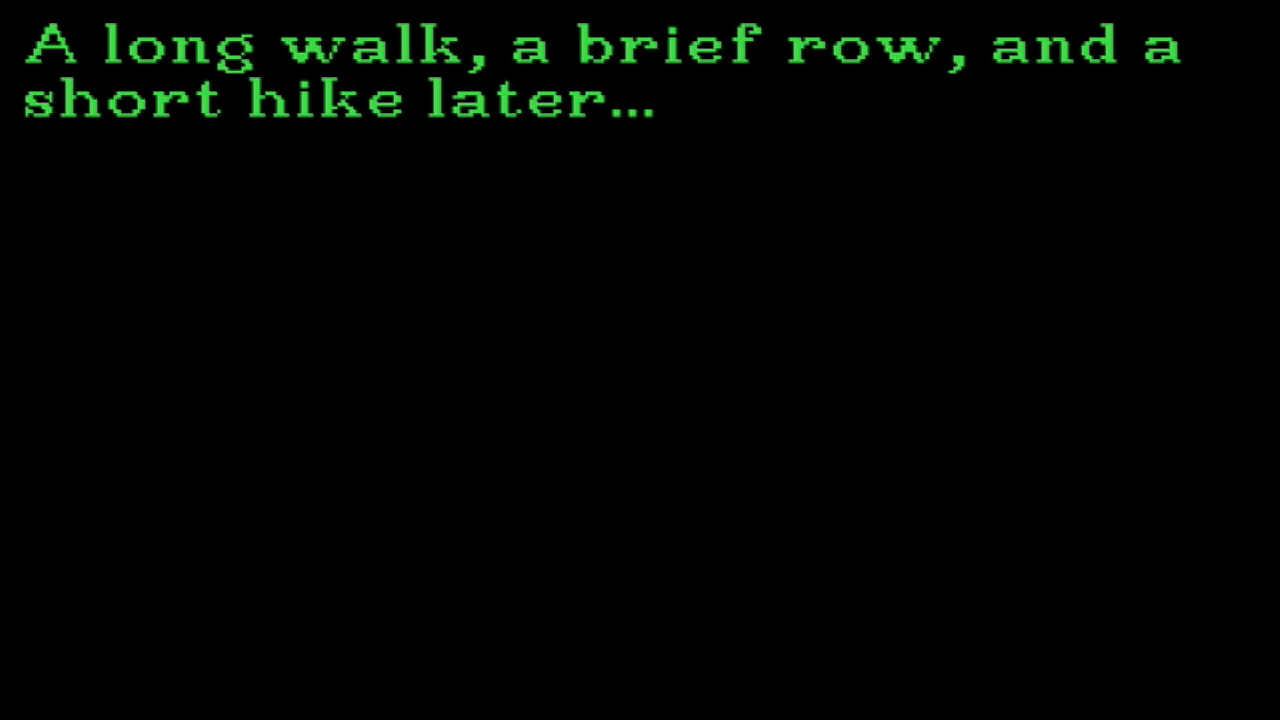 A long walk, a brief row, and a
short hike later...